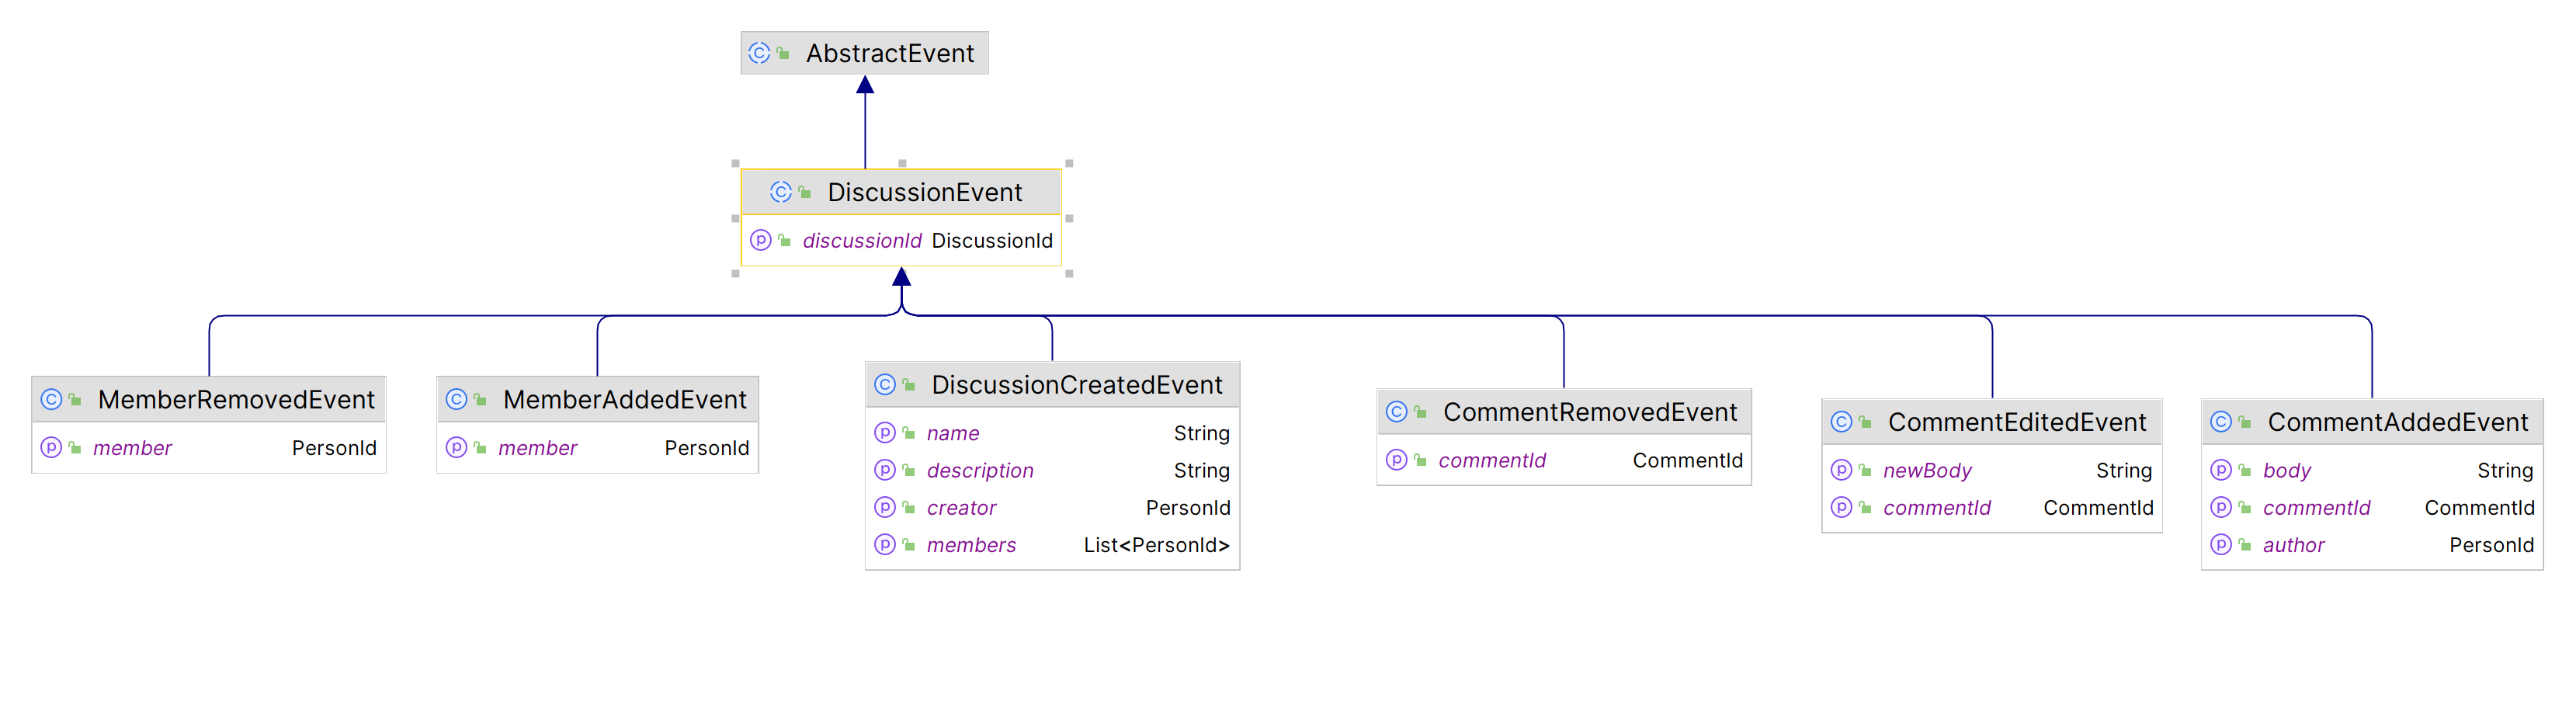 AbstractEvent
DiscussionEvent
discussionId DiscussionId
MemberRemovedEvent
member PersonId
MemberAddedEvent
member PersonId
DiscussionCreatedEvent
name String
description String
creator PersonId
members List<PersonId>
CommentRemovedEvent
commentId CommentId
CommentEditedEvent
newBody String
commentId CommentId
CommentAddedEvent
body String
commentId CommentId
author PersonId